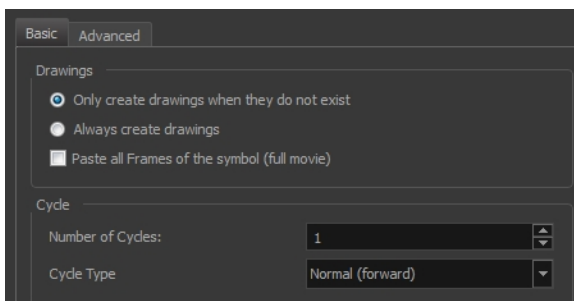 Basic Advanced
Drawings
Only create drawings when they do not exist
Always create drawings
Paste all Frames of the symbol (full movie)
Cycle
Number of Cycles: 1
Cycle Type Normal (forward)